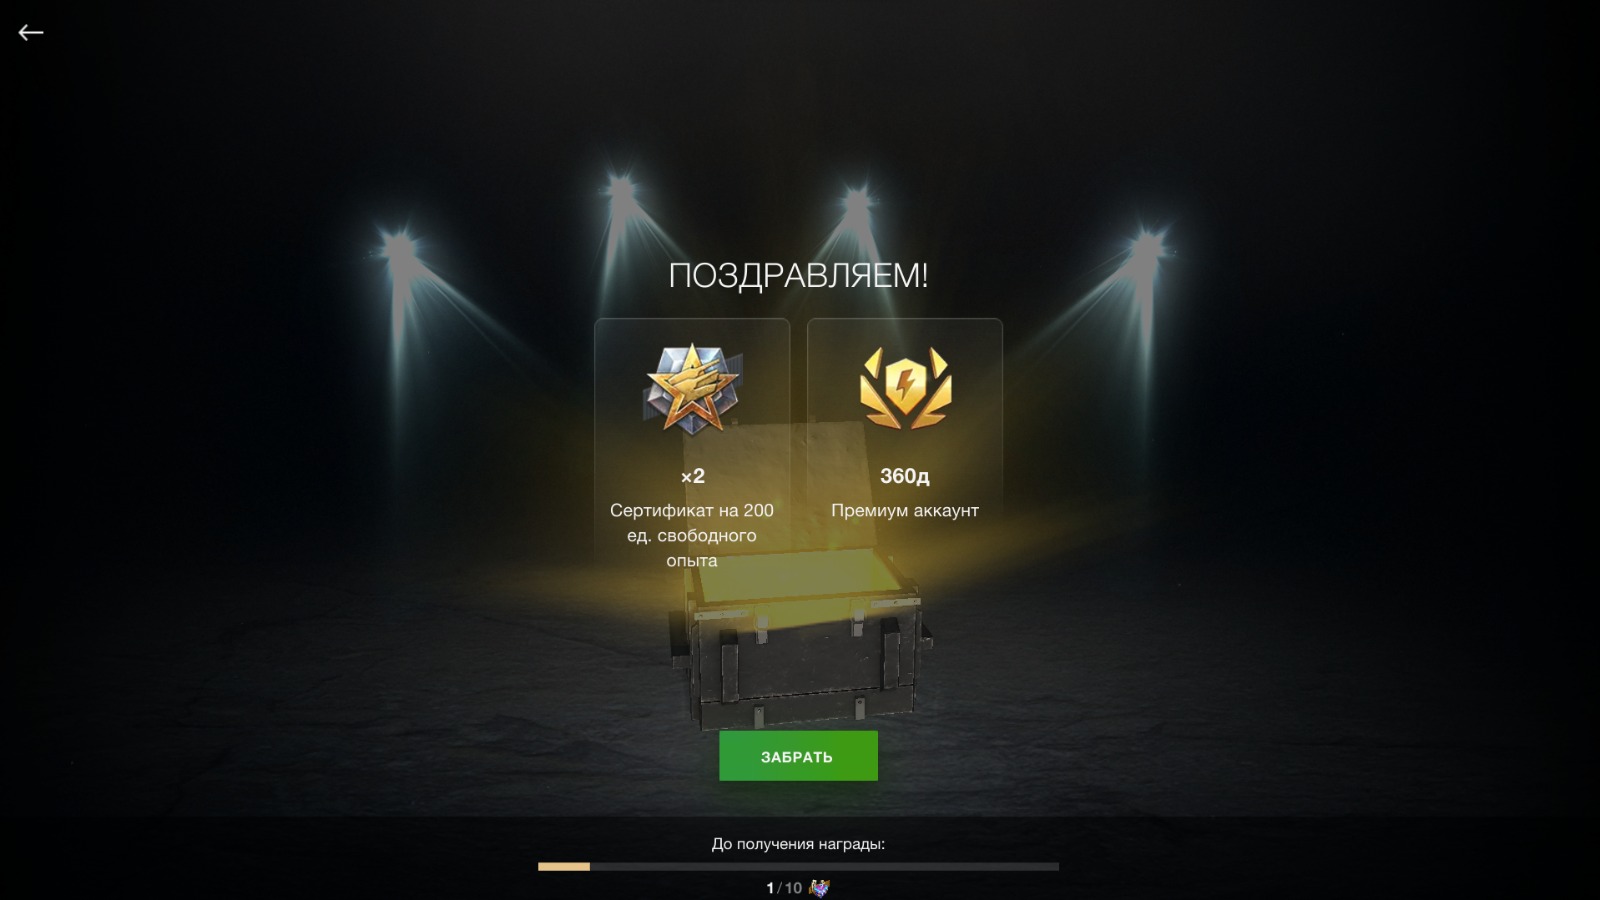 ПОЗДРАВЛЯЕМ!
×2
Сертификат на 200
ед. свободного
опыта
360д
Премиум аккаунт
ЗАБРАТЬ
До получения награды:
1/10